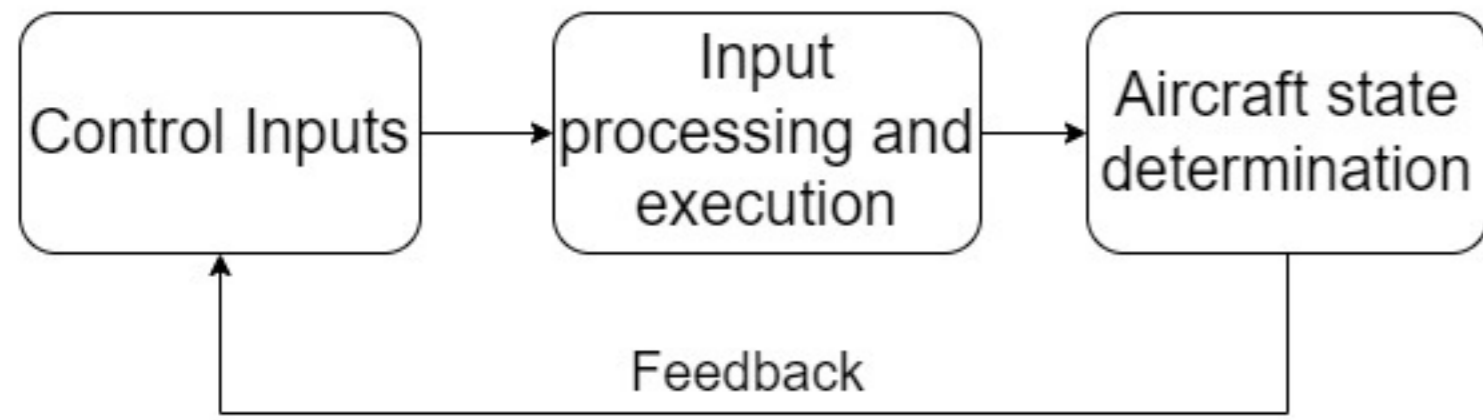 Control Inputs
Input
processing and
execution
Aircraft state
determination
Feedback